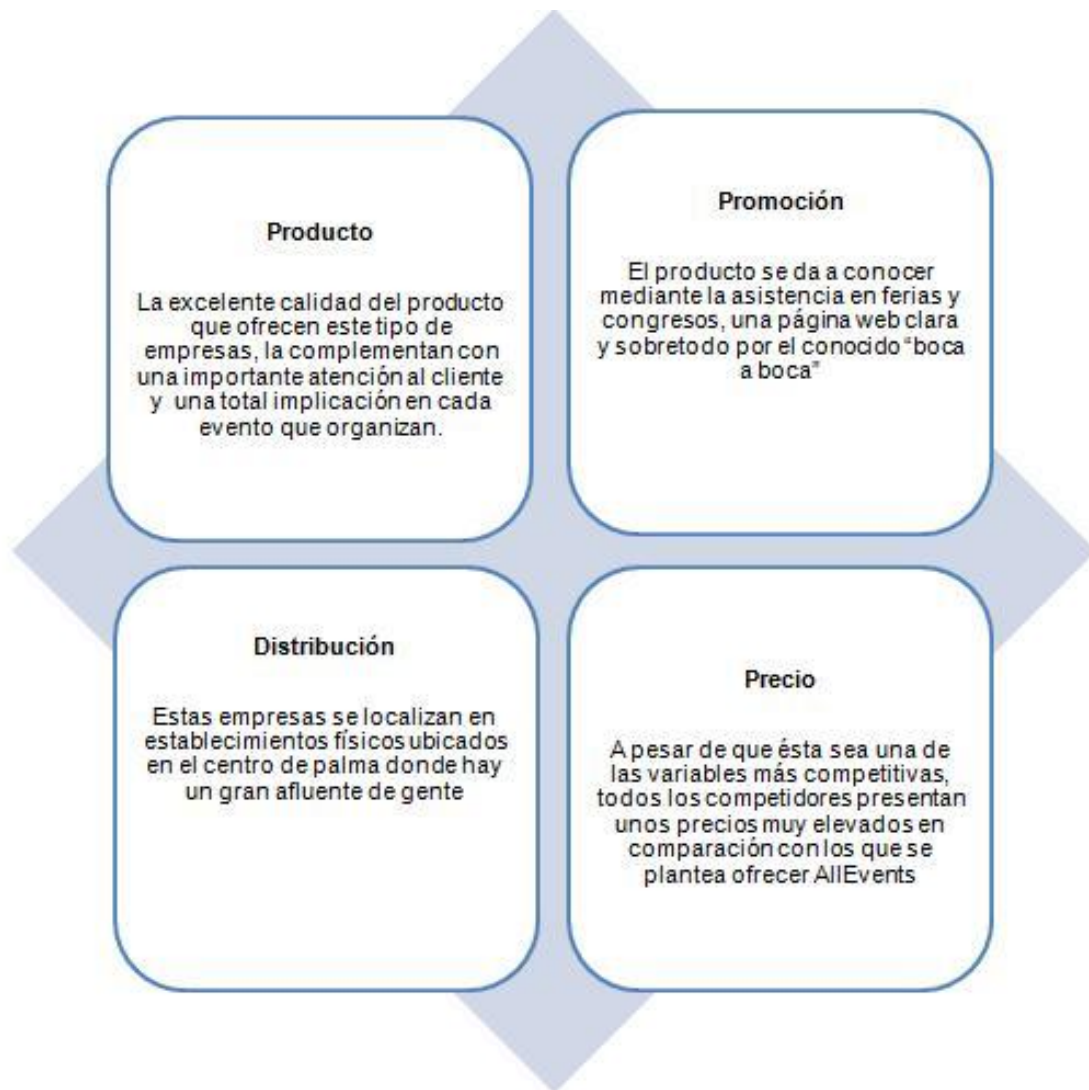 Producto
La excelente calidad del producto
que ofrecen este tipo de
empresas, la complementan con
una importante atención al cliente
y una total implicación en cada
evento que organizan.
Promoción
El producto se da a conocer
mediante la asistencia en ferias y
congresos, una página web clara
y sobretodo por el conocido “boca
a boca”
Distribución
Estas empresas se localizan en
establecimientos físicos ubicados
en el centro de palma donde hay
un gran afluente de gente
Precio
A pesar de que ésta sea una de
las variables más competitivas,
todos los competidores presentan
unos precios muy elevados en
comparación con los que se
plantea ofrecer AllEvents